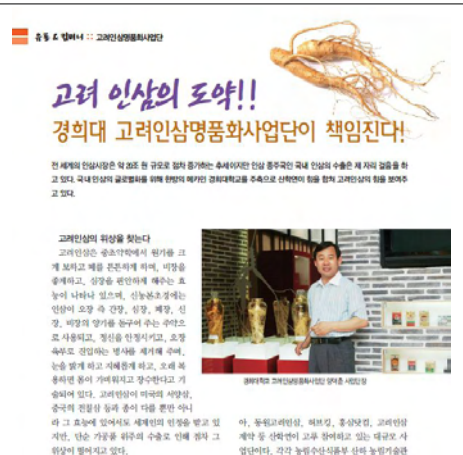 유통 & 컴퍼니 :: 고려인삼명품화사업단
고려 인삼의 도약!!
경희대 고려인삼명품화사업단이 책임진다!
전 세계의 인삼시장은 약 20조 원 규모로 점차 증가하는 추세이지만 인삼 종주국인 국내 인삼의 수출은 제 자리 걸음을 하
고 있다. 국내 인삼의 글로벌화를 위해 한방의 메카인 경희대학교를 주축으로 산학연이 힘을 합쳐 고려인삼의 힘을 보여주
고 있다.
고려인삼의 위상을 찾는다
고려인삼은 중초약학에서 원기를 크
게 보하고 폐를 튼튼하게 하며, 비장을
좋게하고, 심장을 편안하게 해주는 효
능이 나타나 있으며, 신농본초경에는
인삼이 오장 즉 간장, 심장, 폐장, 신
장, 비장의 양기를 돋구어 주는 주약으
로 사용되고, 정신을 안정시키고, 오장
육부로 진입하는 병사를 제거해 주며,
눈을 밝게 하고 지혜롭게 하고, 오래 복
용하면 몸이 가벼워지고 장수한다고 기
술되어 있다. 고려인삼이 미국의 서양삼,
중국의 전칠삼 등과 종이 다를 뿐만 아니
라 그 효능에 있어서도 세계인의 인정을 받고 있
지만, 단순 가공품 위주의 수출로 인해 점차 그
위상이 떨어지고 있다.
경희대학교 고려인삼명품화사업단 양덕춘 사업단장
아, 동원고려인삼, 허브킹, 홍삼닷컴, 고려인삼
제약 등 산학연이 고루 참여하고 있는 대규모 사
업단이다. 각각 농림수산식품부 산하 농림기술관